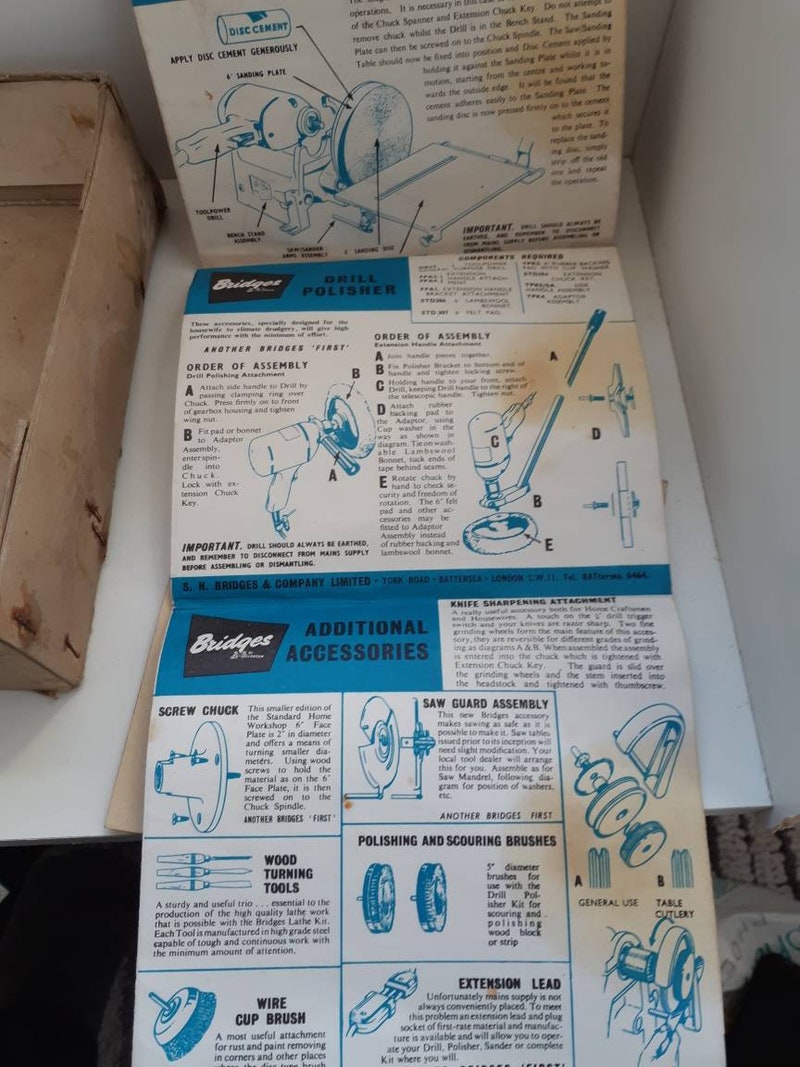 operations. It is necessary in this case
of the Chuck Spanner and Extension Chuck Key. Do not attempt to
remove chuck whilst the Drill is in the Bench Stand. The Sanding
Plate can then be screwed on to the Chuck Spindle. The Saw/Sanding
Table should now be fixed into position and Disc Cement applied by
holding it against the Sanding Plate whilst it is in
motion, starting from the centre and working to-
wards the outside edge. It will be found that the
cement adheres easily to the Sanding Plate. The
sanding disc is now pressed firmly on to the cement
which secures it
to the plate. To
replace the sand-
ing disc, simply
strip off the old
one and repeat
the operation.
DISC CEMENT
APPLY DISC CEMENT GENEROUSLY
6" SANDING PLATE
TOOLPOWER
DRILL
BENCH STAND
ASSEMBLY
SAW/SANDER
ASSEMBLY
6" SANDING DISC
IMPORTANT. DRILL SHOULD ALWAYS BE
EARTHED, AND REMEMBER TO DISCONNECT
FROM MAINS SUPPLY BEFORE ASSEMBLING OR
DISMANTLING.
Bridges
DRILL
POLISHER
COMPONENTS REQUIRED
EXTENSION
HANDLE ATTACH-
MENT
EXTENSION HANDLE
BRACKET ATTACHMENT
LAMBSWOOL
BONNET
FELT PAD
RUBBER BACKING
PAD WITH CUP WASHER
EXTENSION
CHUCK KEY
SIDE
HANDLE ASSEMBLY
ADAPTOR
ASSEMBLY
These accessories, specially designed for the
housewife to elimate drudgery, will give high
performance with the minimum of effort.
ANOTHER BRIDGES 'FIRST'
ORDER OF ASSEMBLY
Drill Polishing Attachment
A Attach side handle to Drill by
passing clamping ring over
Chuck. Press firmly on to front
of gearbox housing and tighten
wing nut.
B Fit pad or bonnet
to Adaptor
Assembly,
enter spin-
dle into
Chuck.
Lock with ex-
tension Chuck
Key.
B
A
IMPORTANT. DRILL SHOULD ALWAYS BE EARTHED,
AND REMEMBER TO DISCONNECT FROM MAINS SUPPLY
BEFORE ASSEMBLING OR DISMANTLING.
ORDER OF ASSEMBLY
Extension Handle Attachment
A Join handle pieces together.
B Fix Polisher Bracket to bottom end of
handle and tighten locking screw.
C Holding handle to your front, attach
Drill, keeping Drill handle to the right of
the telescopic handle. Tighten nut.
D Attach rubber
backing pad to
the Adaptor, using
Cup washer in the
way as shown in
diagram. Tie on wash-
able Lambswool
Bonnet, tuck ends of
tape behind seams.
E Rotate chuck by
hand to check se-
curity and freedom of
rotation. The 6" felt
pad and other ac-
cessories may be
fitted to Adaptor
Assembly instead
of rubber backing and
lambswool bonnet.
A
C
D
B
E
S. N. BRIDGES & COMPANY LIMITED - YORK ROAD - BATTERSEA - LONDON S.W.11. Tel. BATtersea 6464.
Bridges
ADDITIONAL
ACCESSORIES
KNIFE SHARPENING ATTACHMENT
A really useful accessory both for Home Craftsmen
and Housewives. A touch on the ¼" drill trigger
switch and your knives are razor sharp. Two fine
grinding wheels form the main feature of this acces-
sory, they are reversible for different grades of grind-
ing as diagrams A & B. When assembled the assembly
is entered into the chuck which is tightened with
Extension Chuck Key. The guard is slid over
the grinding wheels and the stem inserted into
the headstock and tightened with thumbscrew.
SCREW CHUCK
This smaller edition of
the Standard Home
Workshop 6" Face
Plate is 2" in diameter
and offers a means of
turning smaller dia-
meters. Using wood
screws to hold the
material as on the 6"
Face Plate, it is then
screwed on to the
Chuck Spindle.
ANOTHER BRIDGES 'FIRST'
SAW GUARD ASSEMBLY
This new Bridges accessory
makes sawing as safe as it is
possible to make it. Saw tables
issued prior to its inception will
need slight modification. Your
local tool dealer will arrange
this for you. Assemble as for
Saw Mandrel, following dia-
gram for position of washers,
etc.
ANOTHER BRIDGES FIRST
WOOD
TURNING
TOOLS
A sturdy and useful trio . . . essential to the
production of the high quality lathe work
that is possible with the Bridges Lathe Kit.
Each Tool is manufactured in high grade steel
capable of tough and continuous work with
the minimum amount of attention.
POLISHING AND SCOURING BRUSHES
5" diameter
brushes for
use with the
Drill Pol-
isher Kit for
scouring and
polishing
wood block
or strip
A
B
GENERAL USE
TABLE
CUTLERY
WIRE
CUP BRUSH
A most useful attachment
for rust and paint removing
in corners and other places
where the disc type brush
EXTENSION LEAD
Unfortunately mains supply is not
always conveniently placed. To meet
this problem an extension lead and plug
socket of first-rate material and manufac-
ture is available and will allow you to oper-
ate your Drill, Polisher, Sander or complete
Kit where you will.